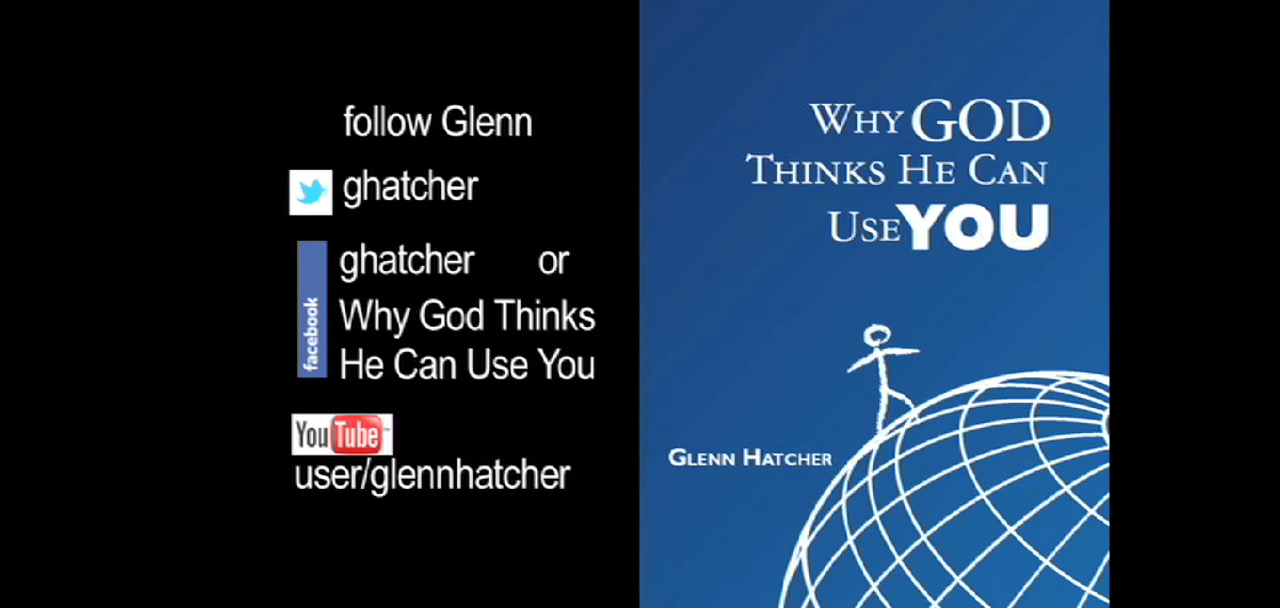 follow Glenn
ghatcher
facebook
ghatcher or
Why God Thinks
He Can Use You
YouTube
user/glennhatcher
WHY GOD
THINKS HE CAN
USE YOU
GLENN HATCHER